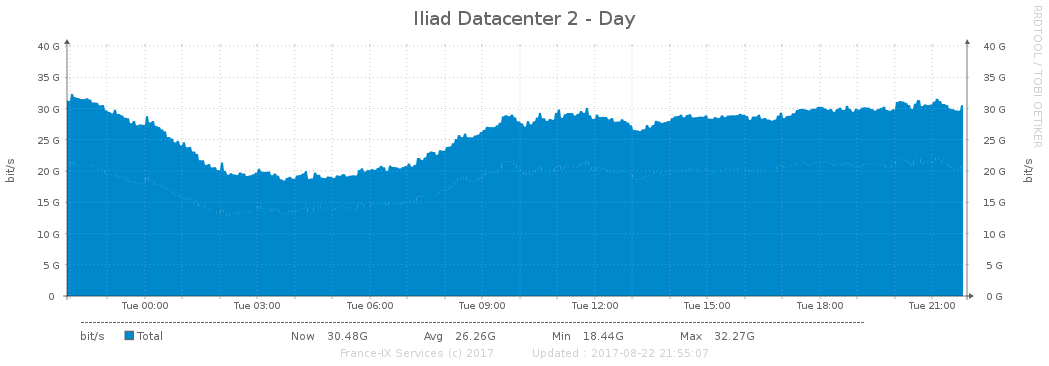 Iliad Datacenter 2 - Day
RRDTOOL / TOBI OETIKER
40 G 40 G
35 G 35 G
30 G 30 G
25 G 25 G
20 G 20 G
15 G 15 G
10 G 10 G
5 G 5 G
0 0 G
bit/s
bit/s
Tue 00:00 Tue 03:00 Tue 06:00 Tue 09:00 Tue 12:00 Tue 15:00 Tue 18:00 Tue 21:00
bit/s Total Now 30.48G Avg 26.26G Min 18.44G Max 32.27G
France-IX Services (c) 2017 Updated : 2017-08-22 21:55:07